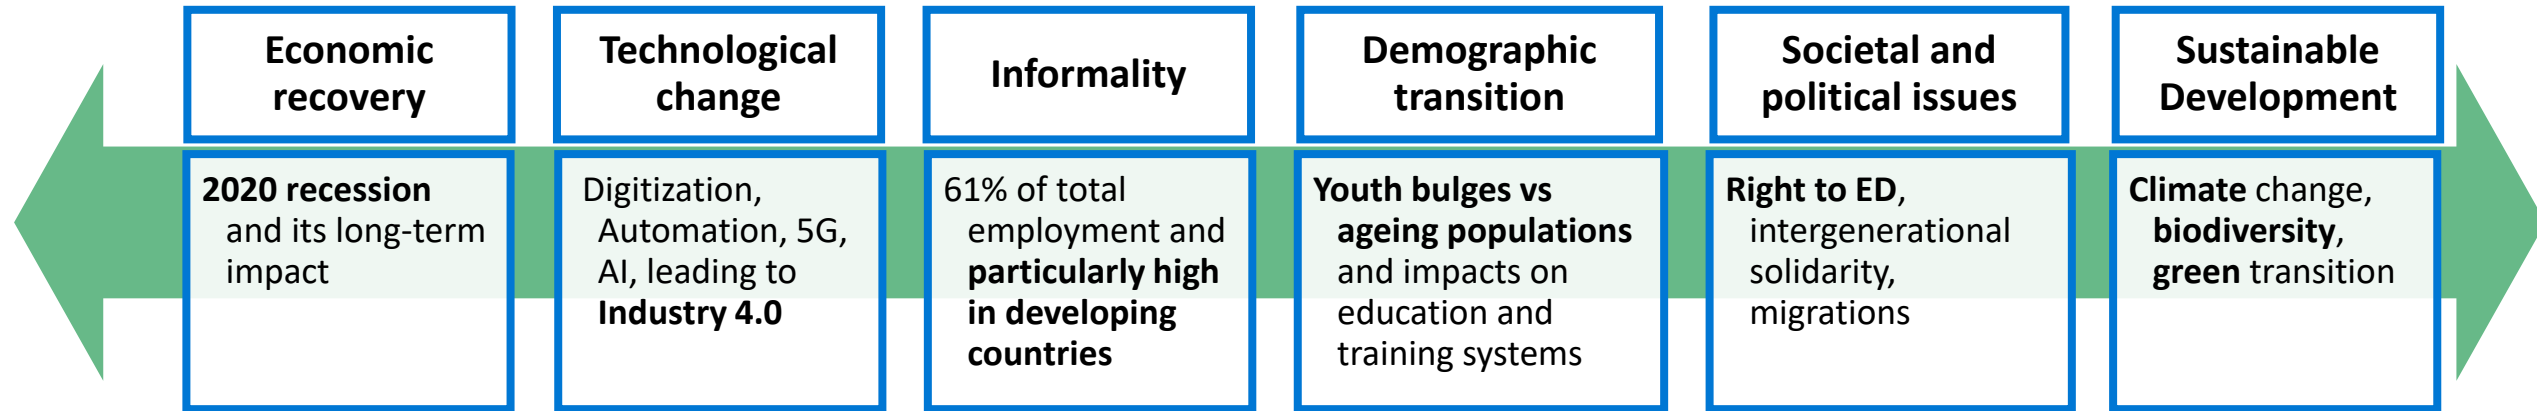 Economic
recovery
2020 recession
and its long-term
impact
Technological
change
Digitization,
Automation, 5G,
AI, leading to
Industry 4.0
Informality
61% of total
employment and
particularly high
in developing
countries
Demographic
transition
Youth bulges vs
ageing populations
and impacts on
education and
training systems
Societal and
political issues
Right to ED,
intergenerational
solidarity,
migrations
Sustainable
Development
Climate change,
biodiversity,
green transition